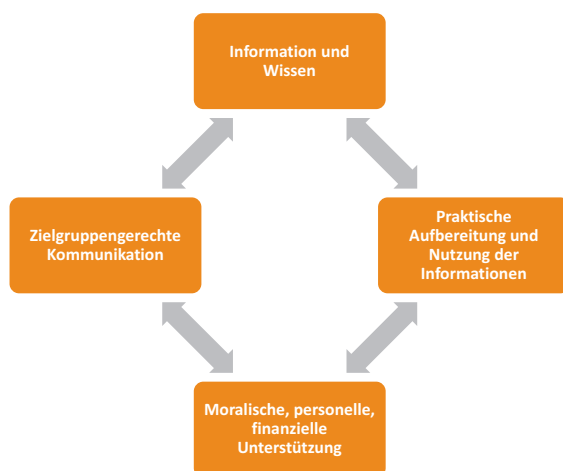 Information und
Wissen
Zielgruppengerechte
Kommunikation
Praktische
Aufbereitung und
Nutzung der
Informationen
Moralische, personelle,
finanzielle
Unterstützung